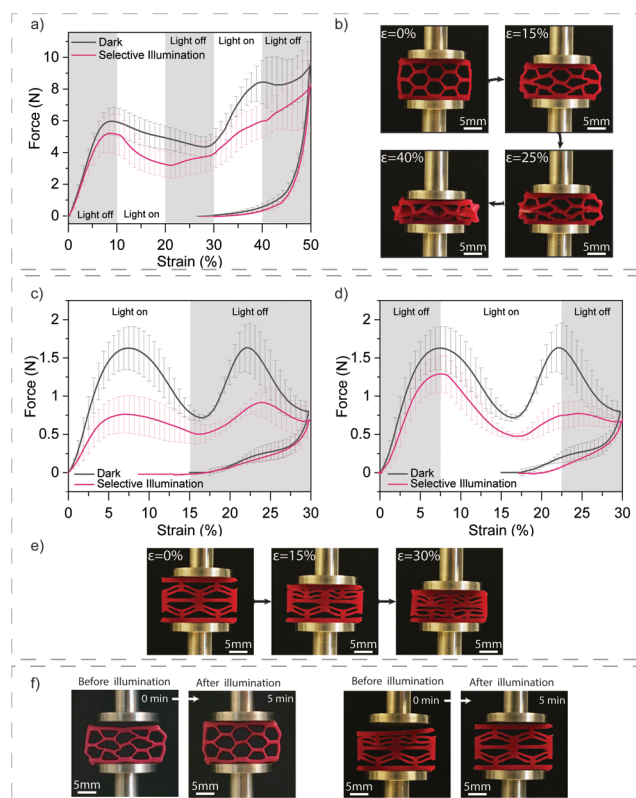 a)
Dark
Selective Illumination
Light off
Light on
Light off
Light off
Light on
Force (N)
10
8
6
4
2
0
0
10
20
30
40
50
Strain (%)
b)
ε=0%
5mm
ε=15%
5mm
ε=40%
5mm
ε=25%
5mm
c)
Light on
Light off
Force (N)
2
1.5
1
0.5
0
Dark
Selective Illumination
0
5
10
15
20
25
30
Strain (%)
d)
Light off
Light on
Light off
Force (N)
2
1.5
1
0.5
0
Dark
Selective Illumination
0
5
10
15
20
25
30
Strain (%)
e)
ε=0%
5mm
ε=15%
5mm
ε=30%
5mm
f)
Before illumination
After illumination
0 min
5 min
5mm
5mm
Before illumination
After illumination
0 min
5 min
5mm
5mm